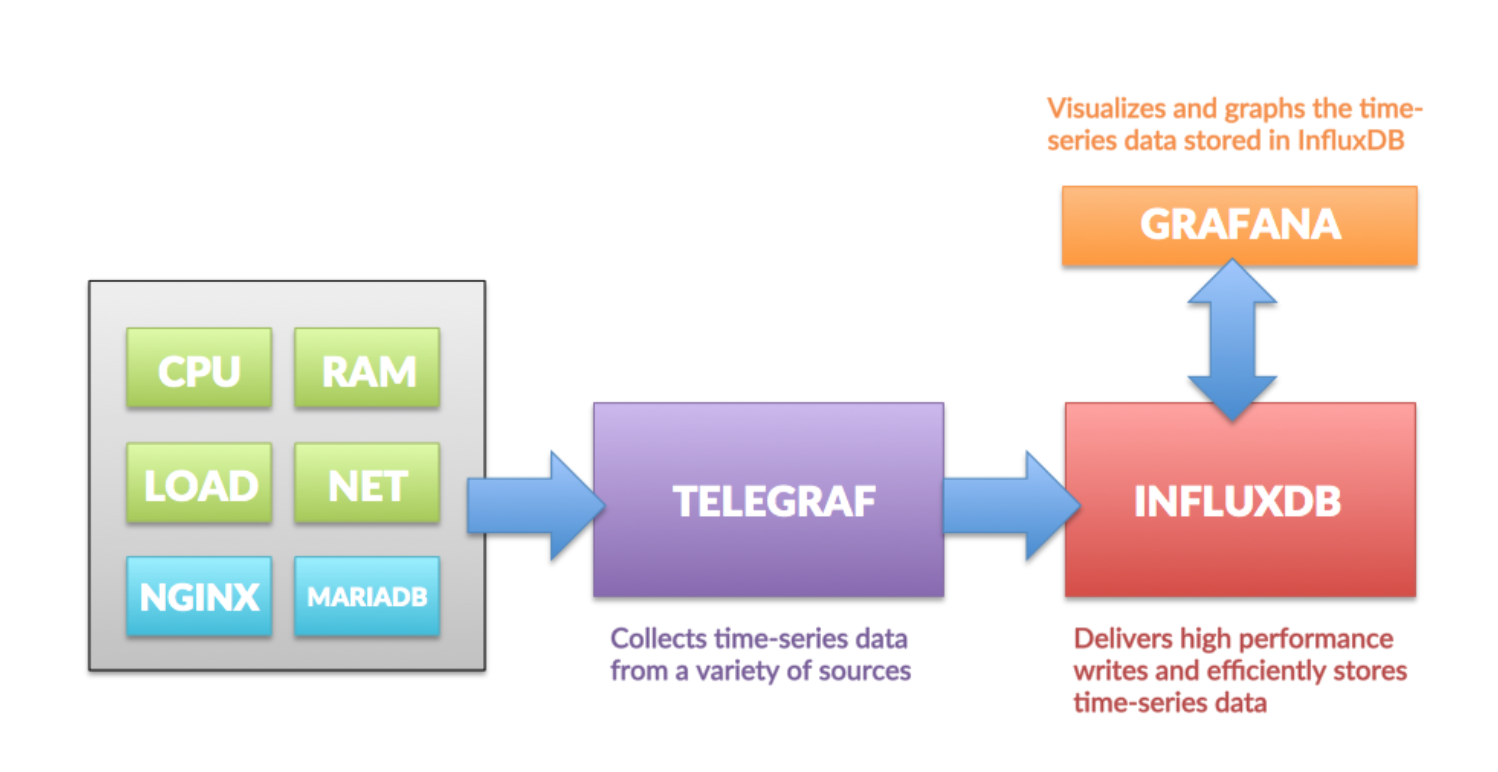 Visualizes and graphs the time-
series data stored in InfluxDB
GRAFANA
CPU
RAM
LOAD
NET
NGINX
MARIADB
TELEGRAF
INFLUXDB
Collects time-series data
from a variety of sources
Delivers high performance
writes and efficiently stores
time-series data